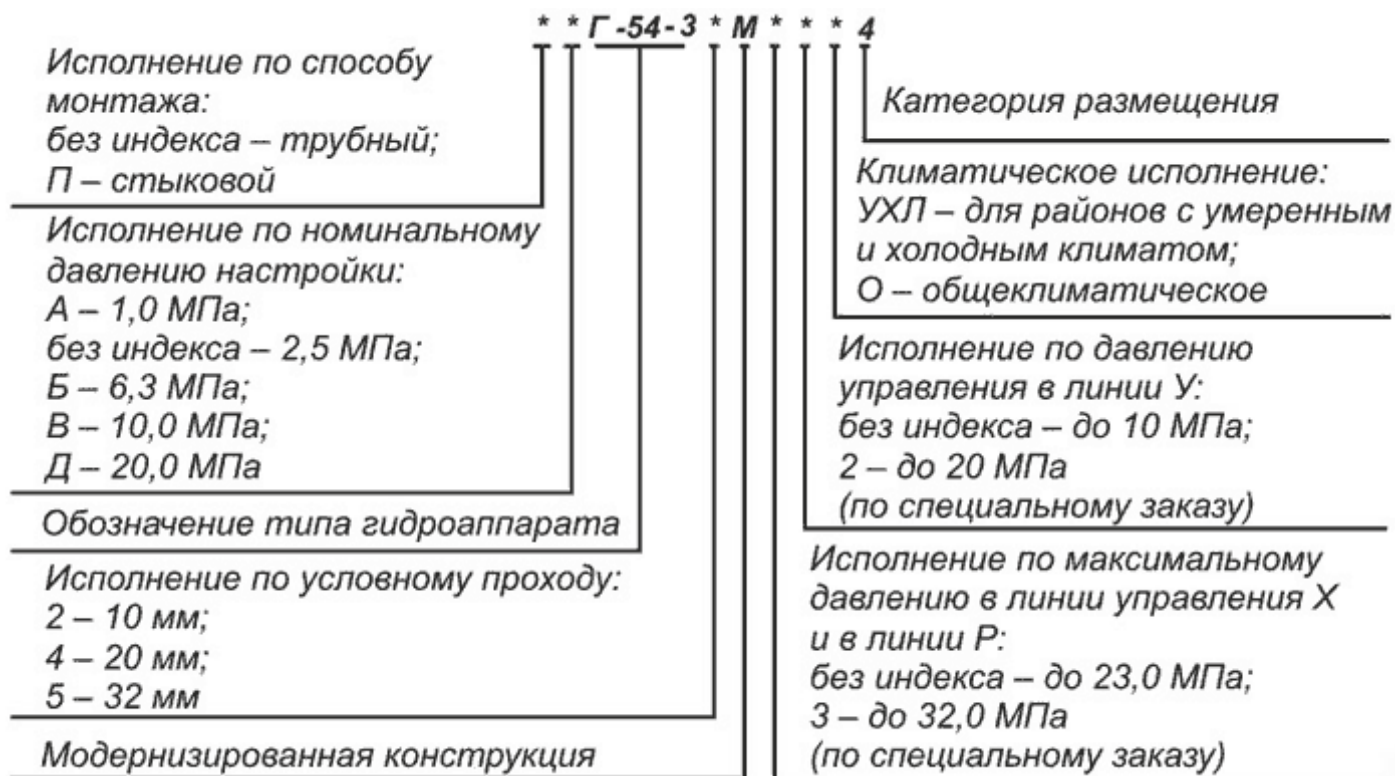 * * Г -54 - 3 * М * * * 4
Исполнение по способу
монтажа:
без индекса – трубный;
П – стыковой
Исполнение по номинальному
давлению настройки:
А – 1,0 МПа;
без индекса – 2,5 МПа;
Б – 6,3 МПа;
В – 10,0 МПа;
Д – 20,0 МПа
Обозначение типа гидроаппарата
Исполнение по условному проходу:
2 – 10 мм;
4 – 20 мм;
5 – 32 мм
Модернизированная конструкция
Категория размещения
Климатическое исполнение:
УХЛ – для районов с умеренным
и холодным климатом;
О – общеклиматическое
Исполнение по давлению
управления в линии У:
без индекса – до 10 МПа;
2 – до 20 МПа
(по специальному заказу)
Исполнение по максимальному
давлению в линии управления Х
и в линии Р:
без индекса – до 23,0 МПа;
3 – до 32,0 МПа
(по специальному заказу)